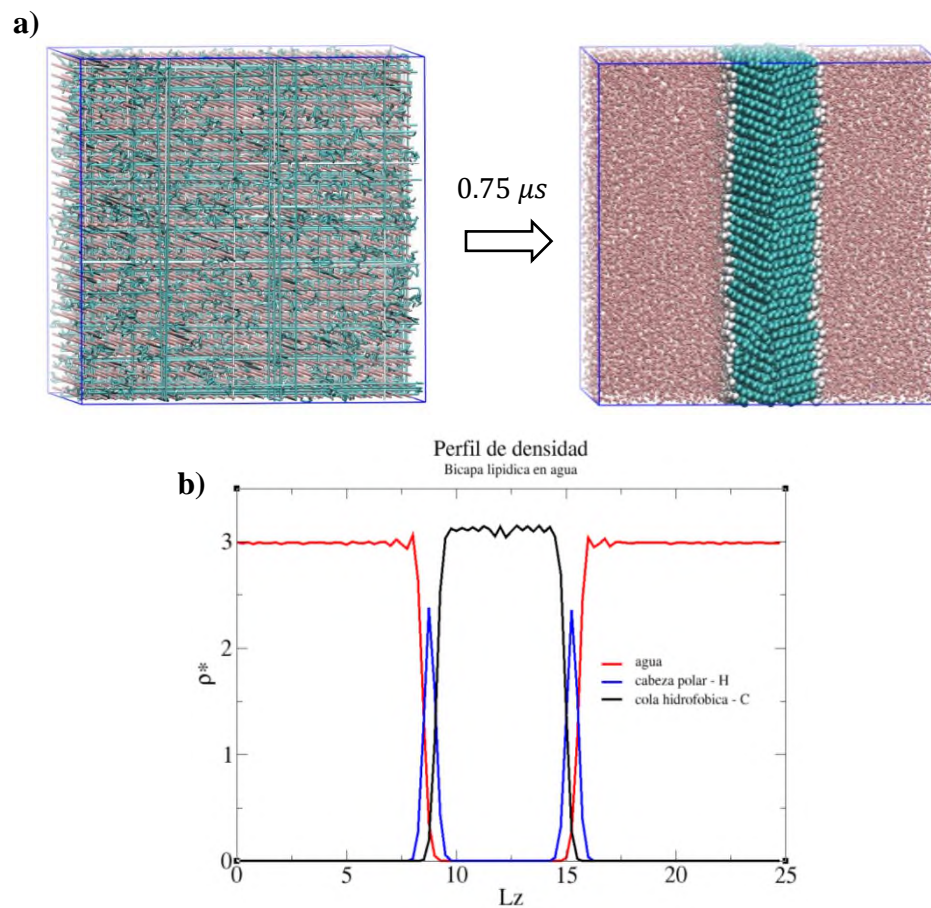 a)
0.75 μs
b)
Perfil de densidad
Bicapa lipidica en agua
3
2
1
0
ρ*
agua
cabeza polar - H
cola hidrofobica - C
0 5 10 15 20 25
Lz